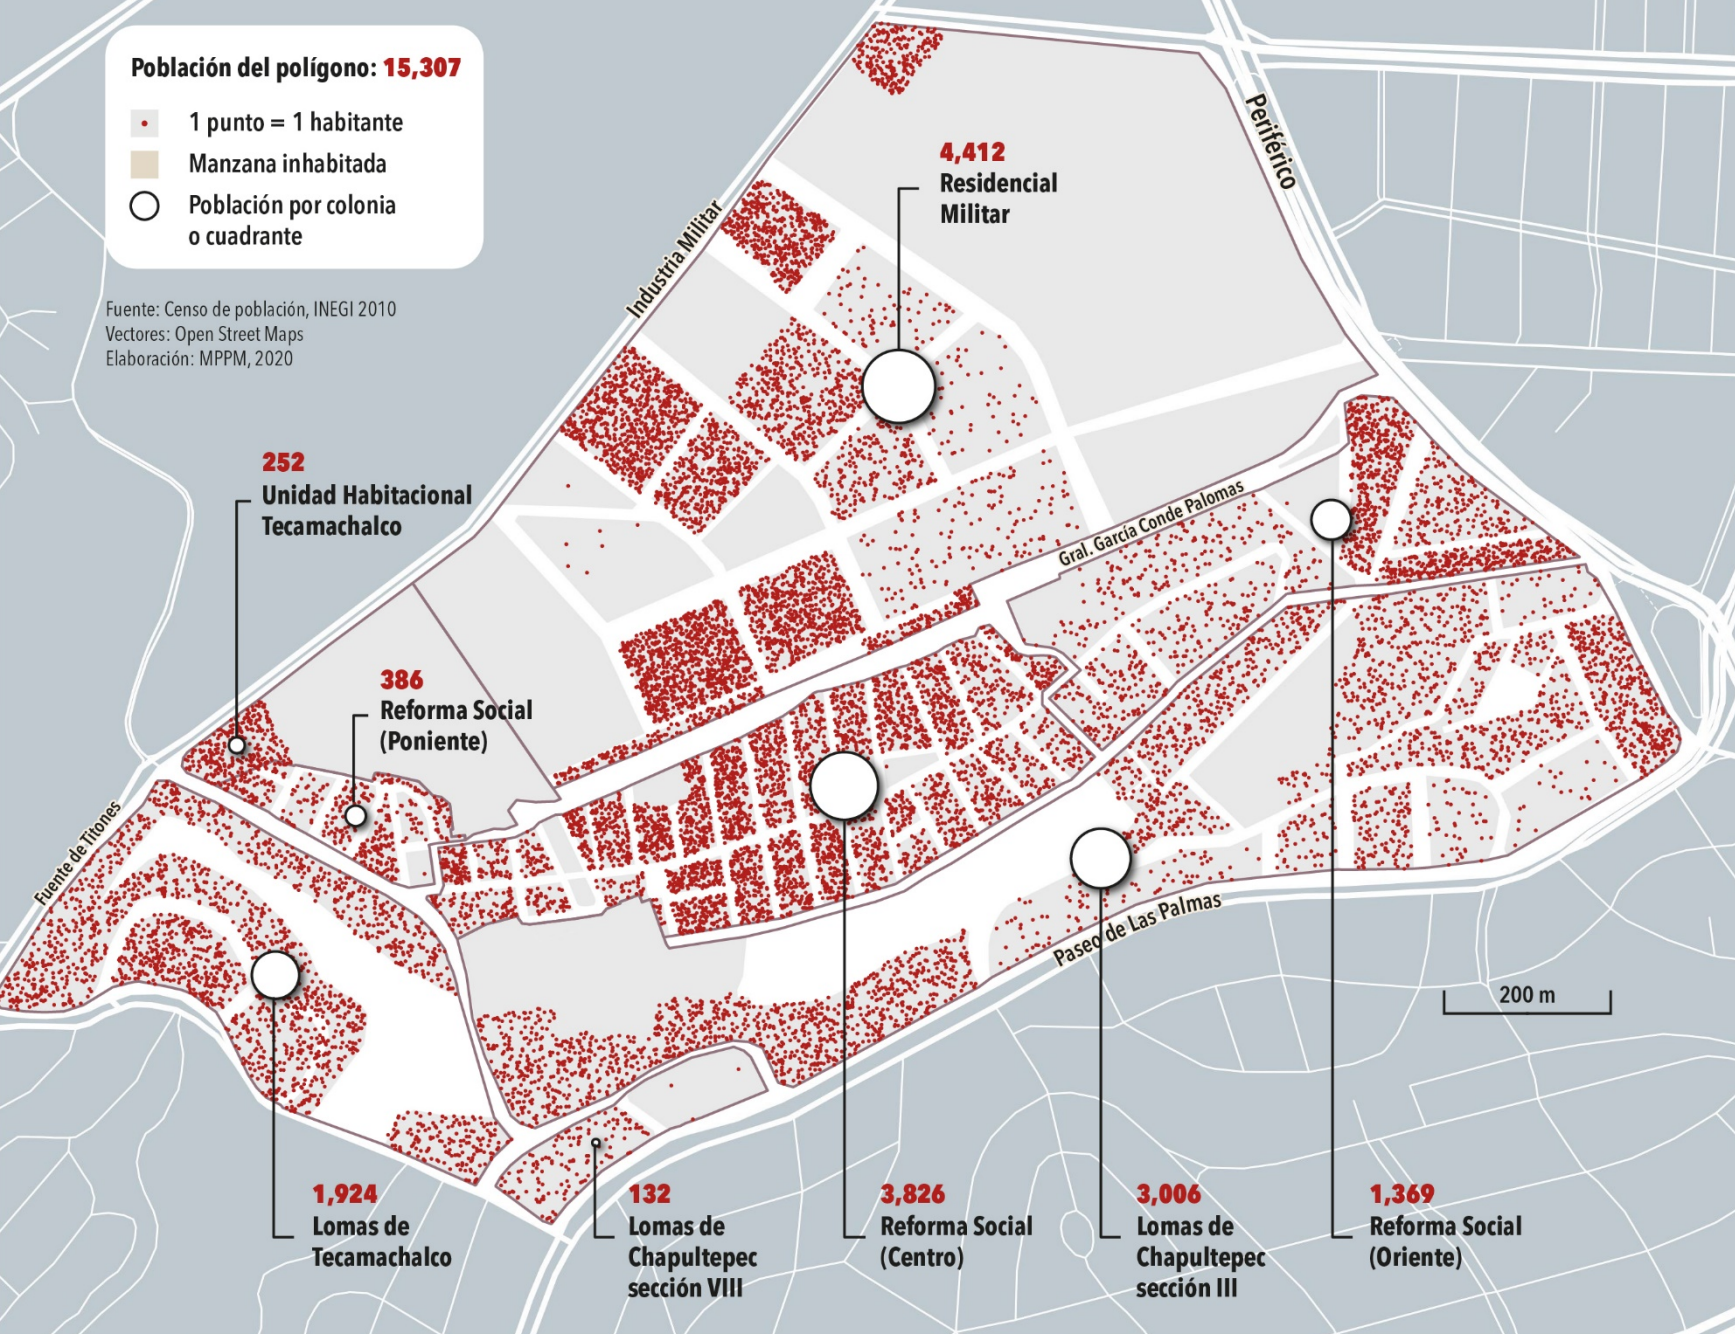 Población del polígono: 15,307
1 punto = 1 habitante
Manzana inhabitada
Población por colonia
o cuadrante
Fuente: Censo de población, INEGI 2010
Vectores: Open Street Maps
Elaboración: MPPM, 2020
Periférico
4,412
Residencial
Militar
Industria Militar
252
Unidad Habitacional
Tecamachalco
Gral. García Conde Palomas
386
Reforma Social
(Poniente)
Fuente de Titones
Paseo de Las Palmas
200 m
1,924
Lomas de
Tecamachalco
132
Lomas de
Chapultepec
sección VIII
3,826
Reforma Social
(Centro)
3,006
Lomas de
Chapultepec
sección III
1,369
Reforma Social
(Oriente)